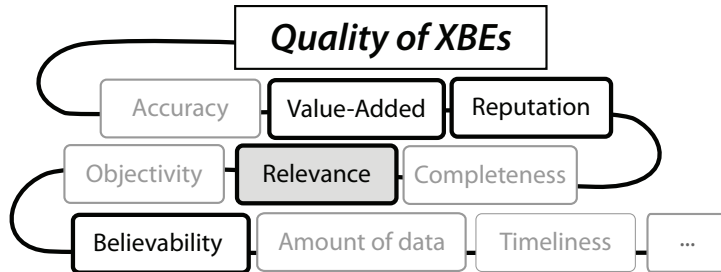 Quality of XBEs
Accuracy Value-Added Reputation
Objectivity Relevance Completeness
Believability Amount of data Timeliness ...